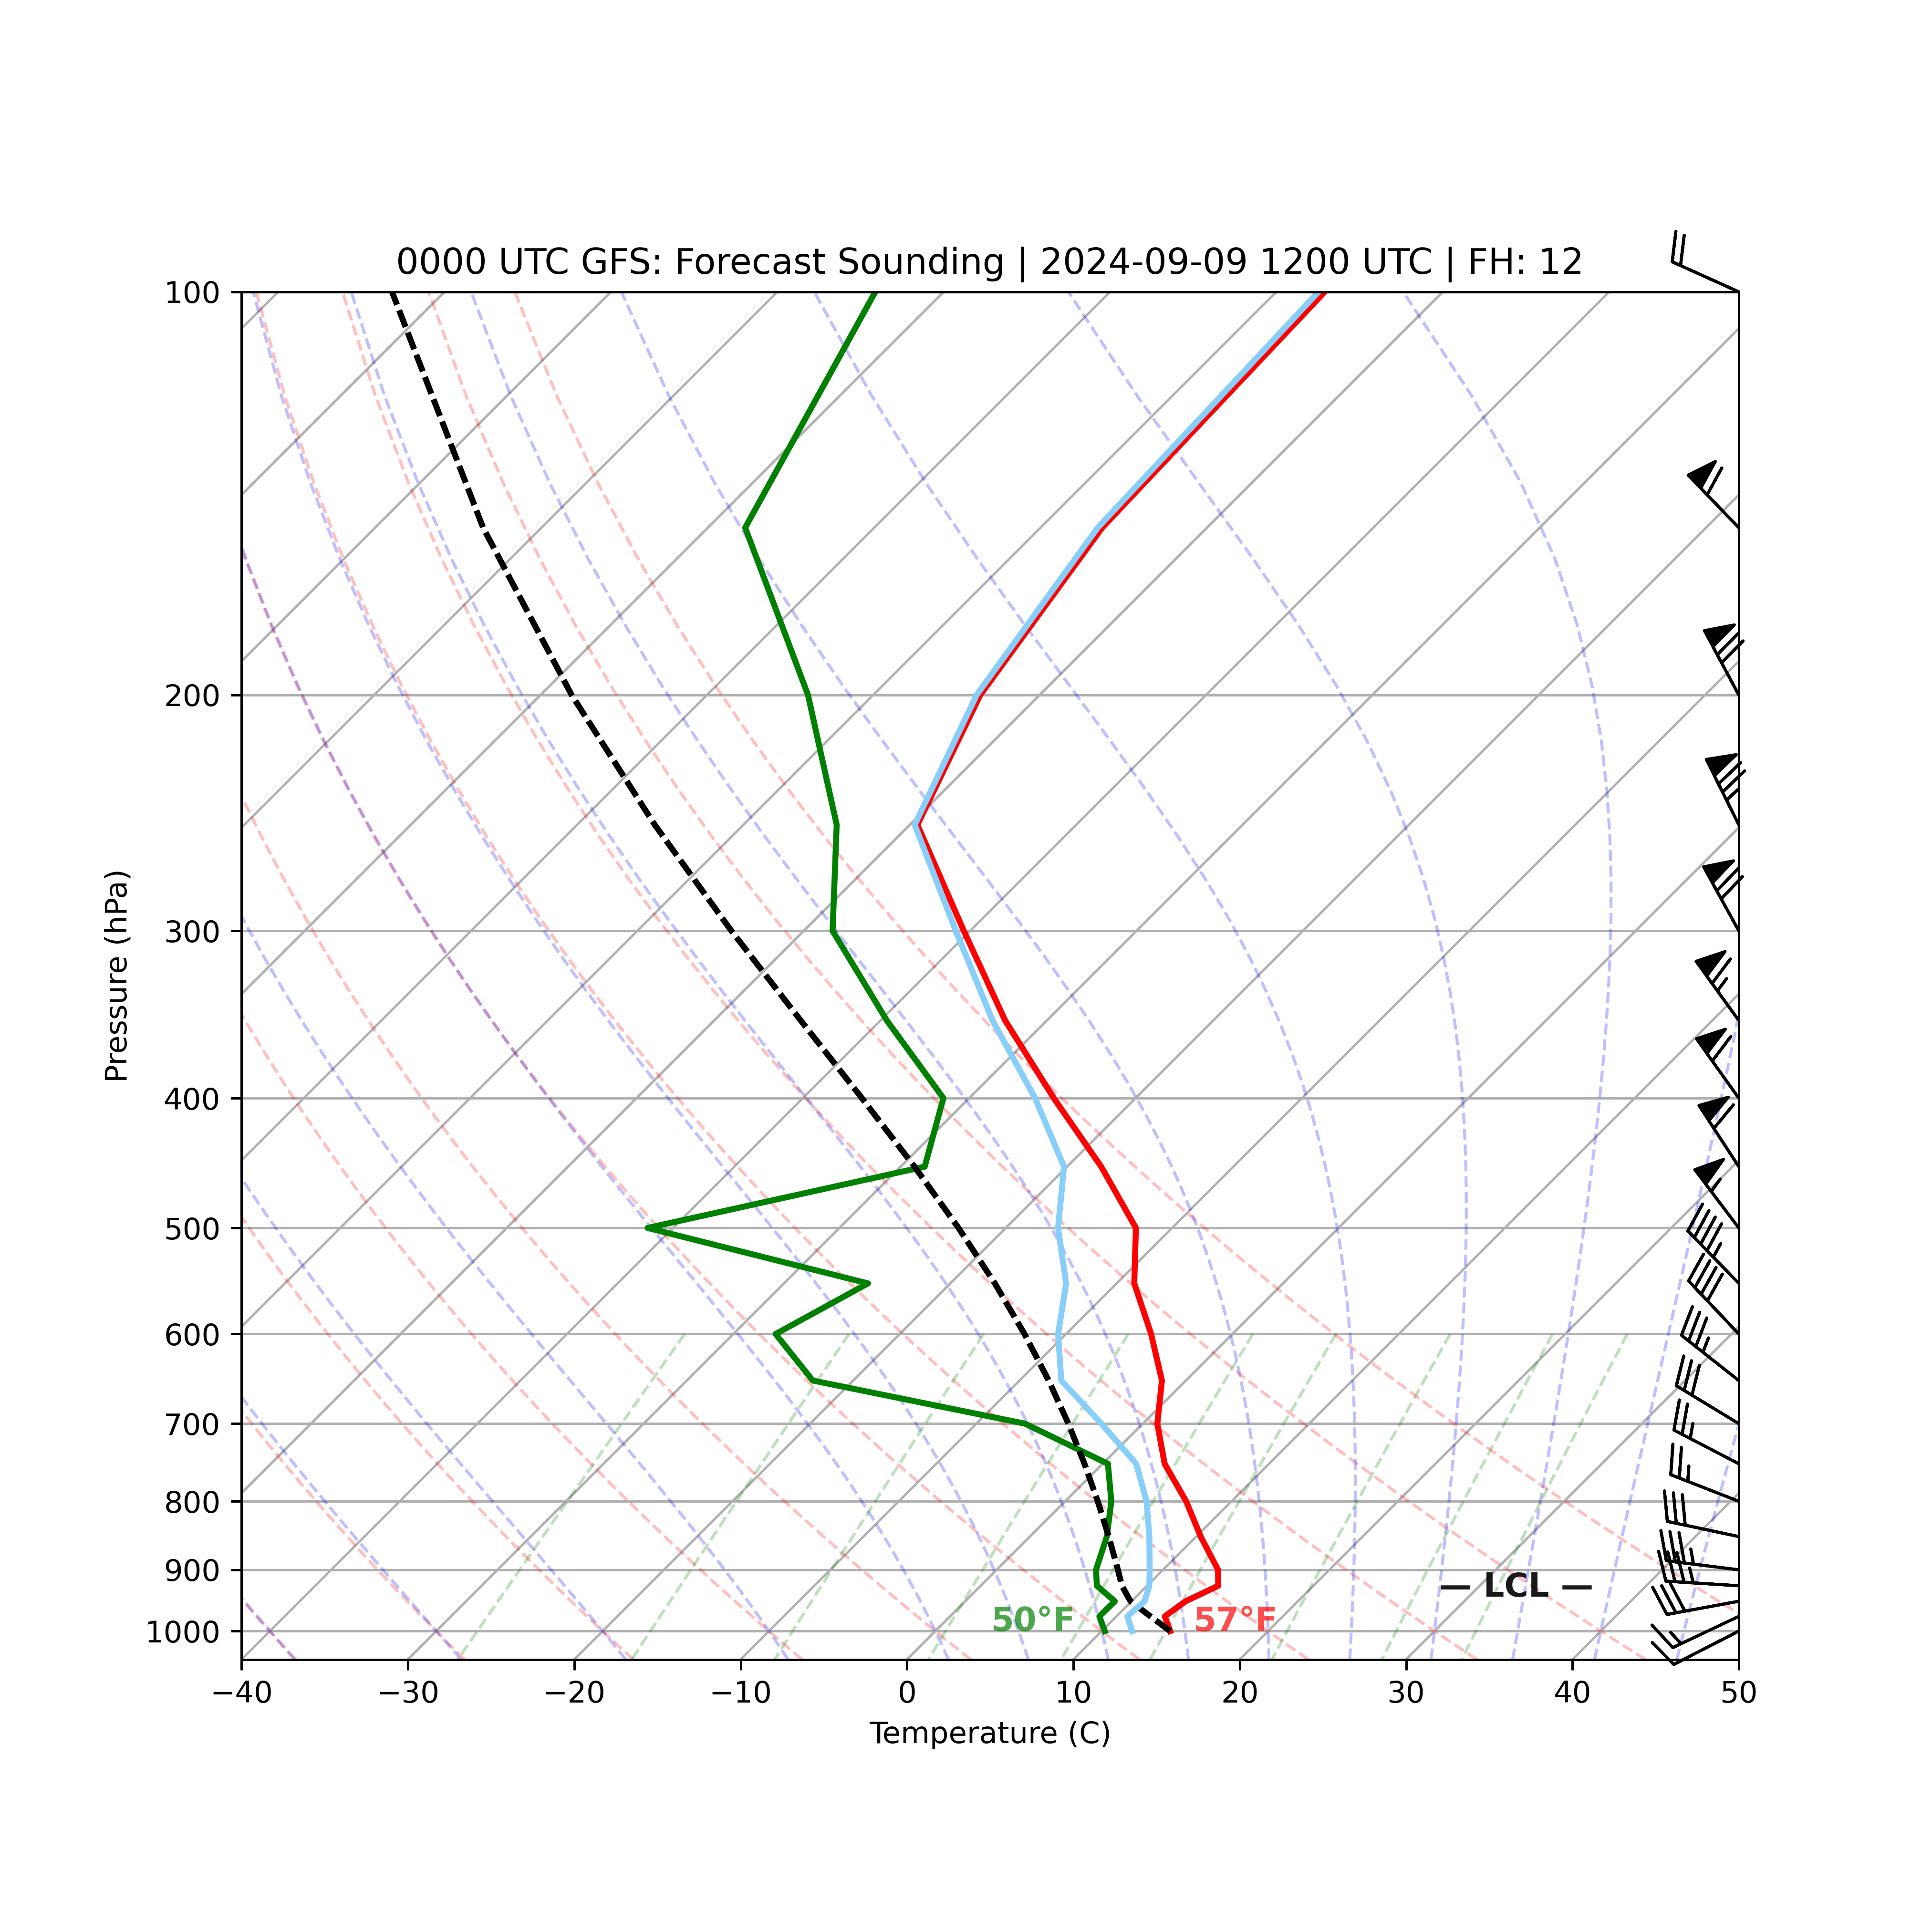 0000 UTC GFS: Forecast Sounding | 2024-09-09 1200 UTC | FH: 12
100
200
300
400
500
600
700
800
900
1000
Pressure (hPa)
— LCL —
50°F
57°F
−40 −30 −20 −10 0 10 20 30 40 50
Temperature (C)